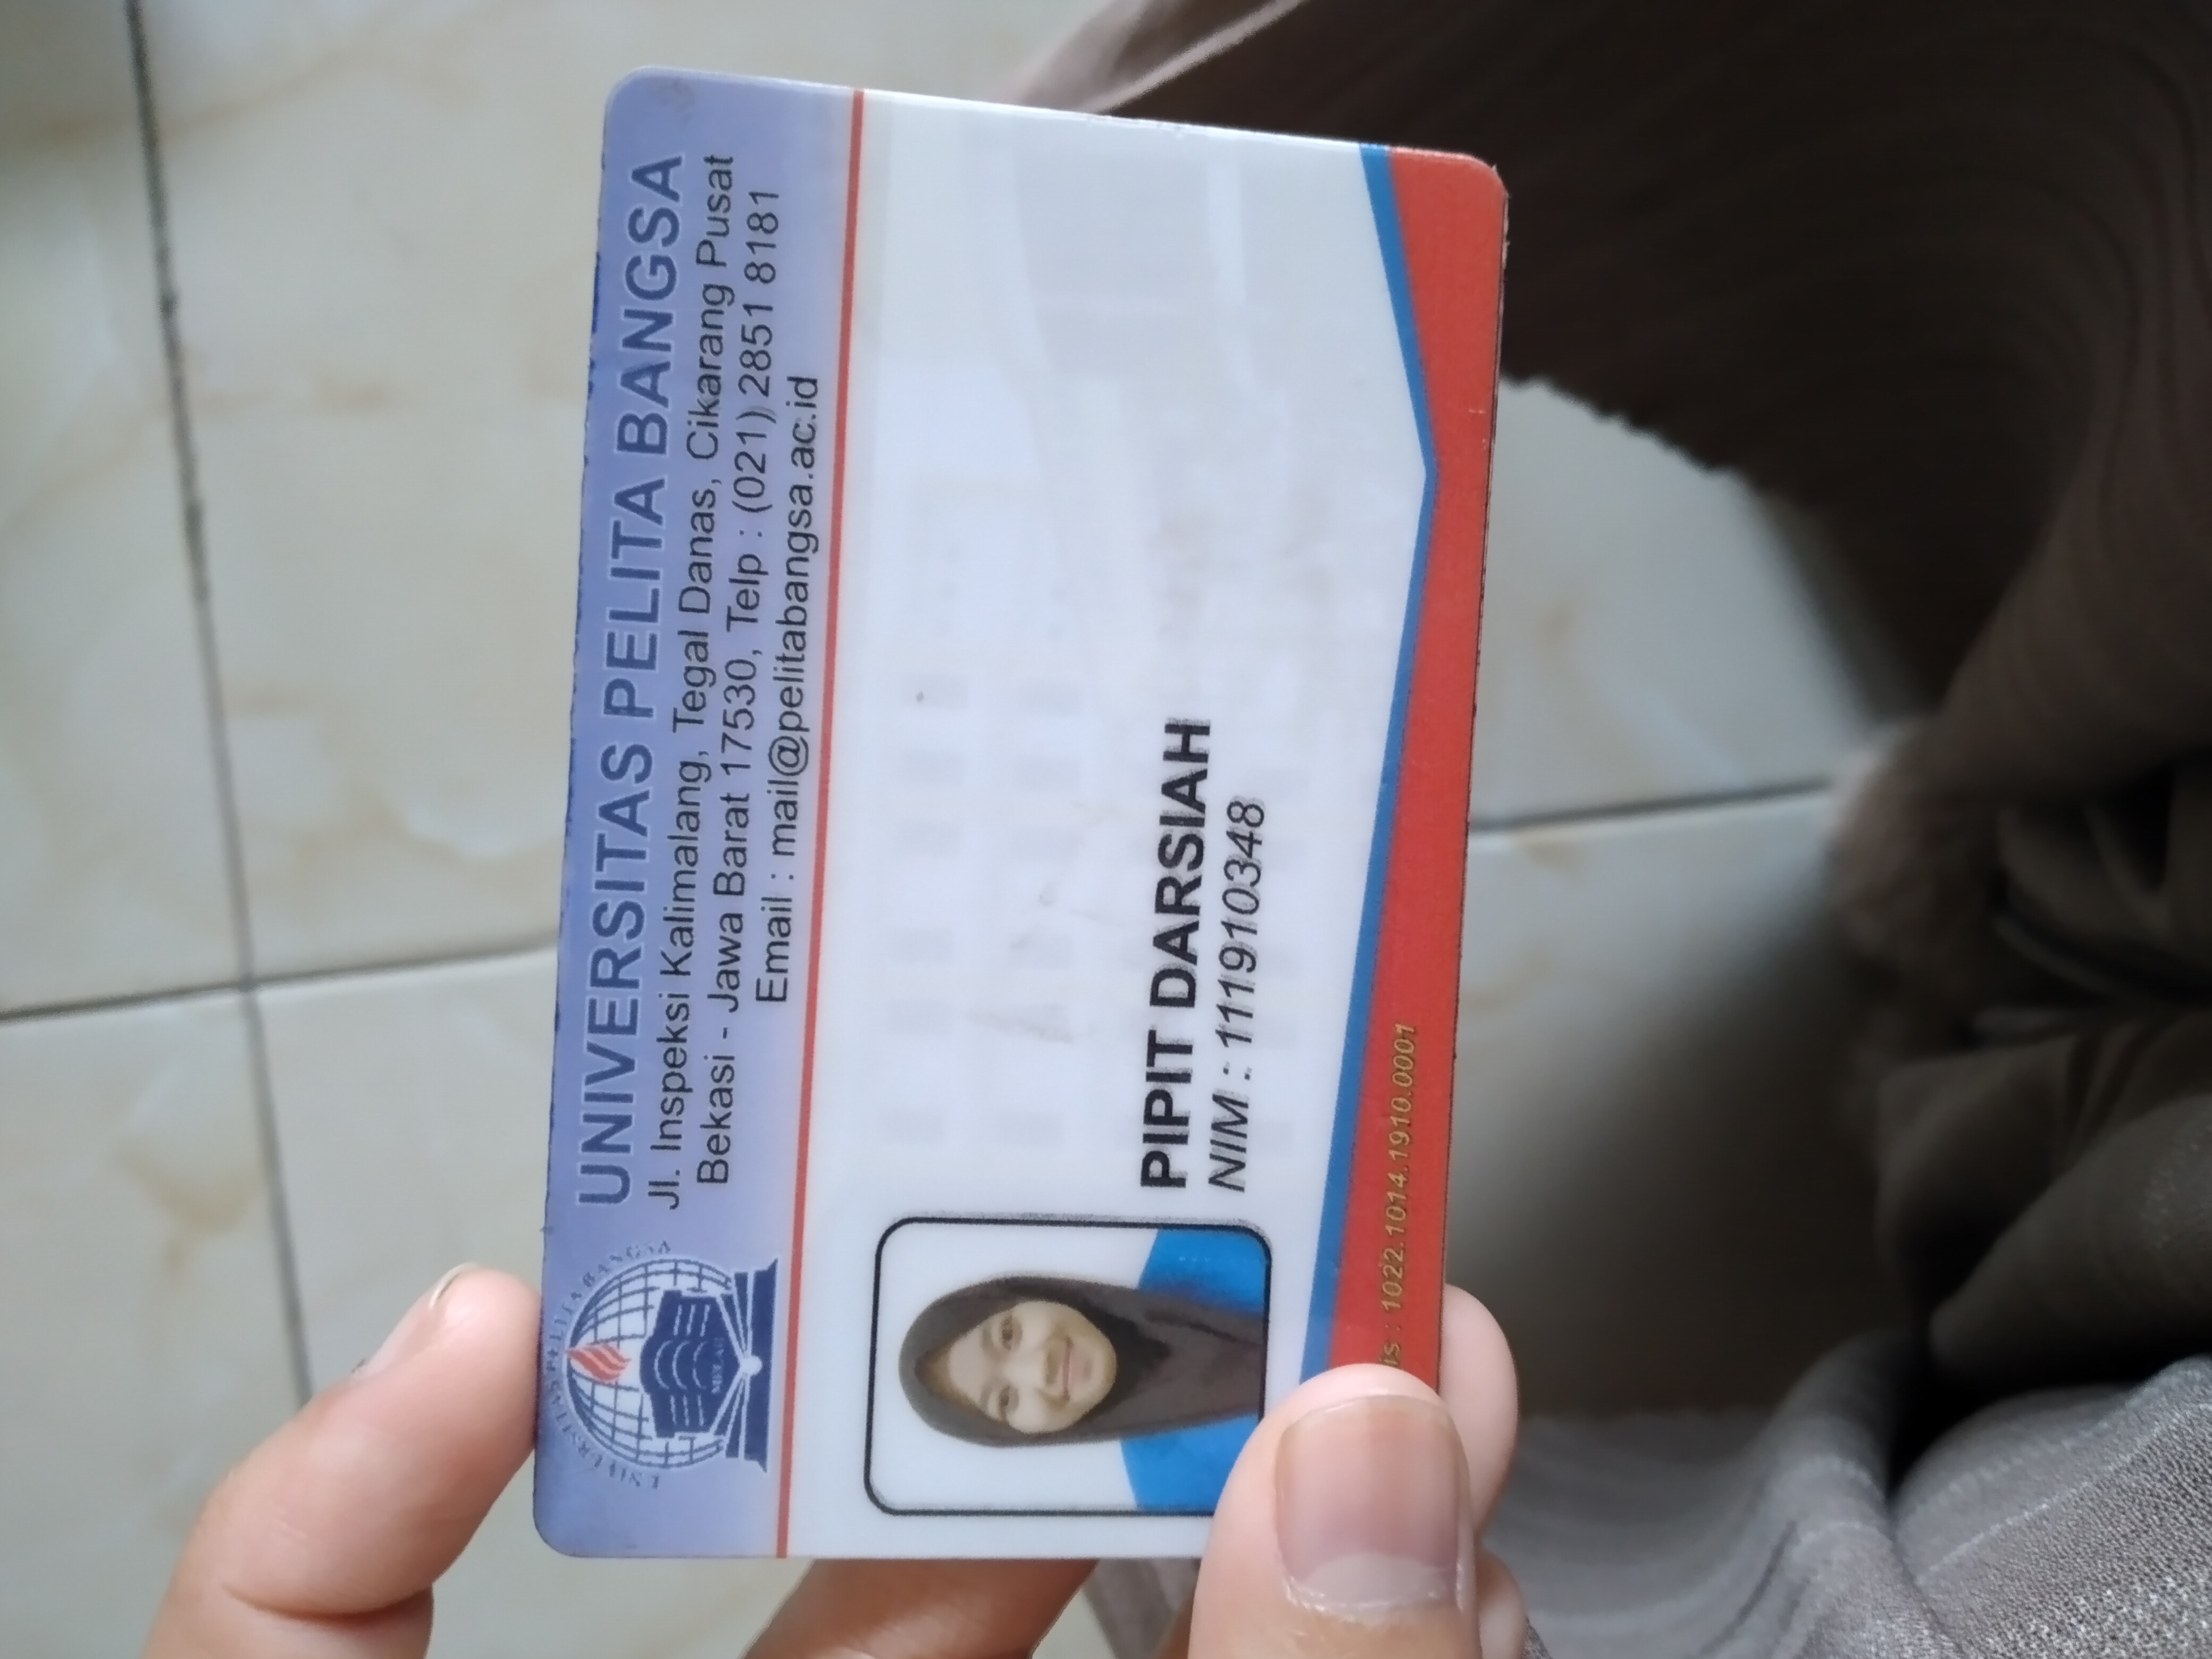 UNIVERSITAS PELITA BANGSA
UNIVERSITAS PELITA BANGSA
Jl. Inspeksi Kalimalang, Tegal Danas, Cikarang Pusat
Bekasi - Jawa Barat 17530, Telp : (021) 2851 8181
Email : mail@pelitabangsa.ac.id
PIPIT DARSIAH
NIM : 111910348
is : 1022.1014.1910.0001